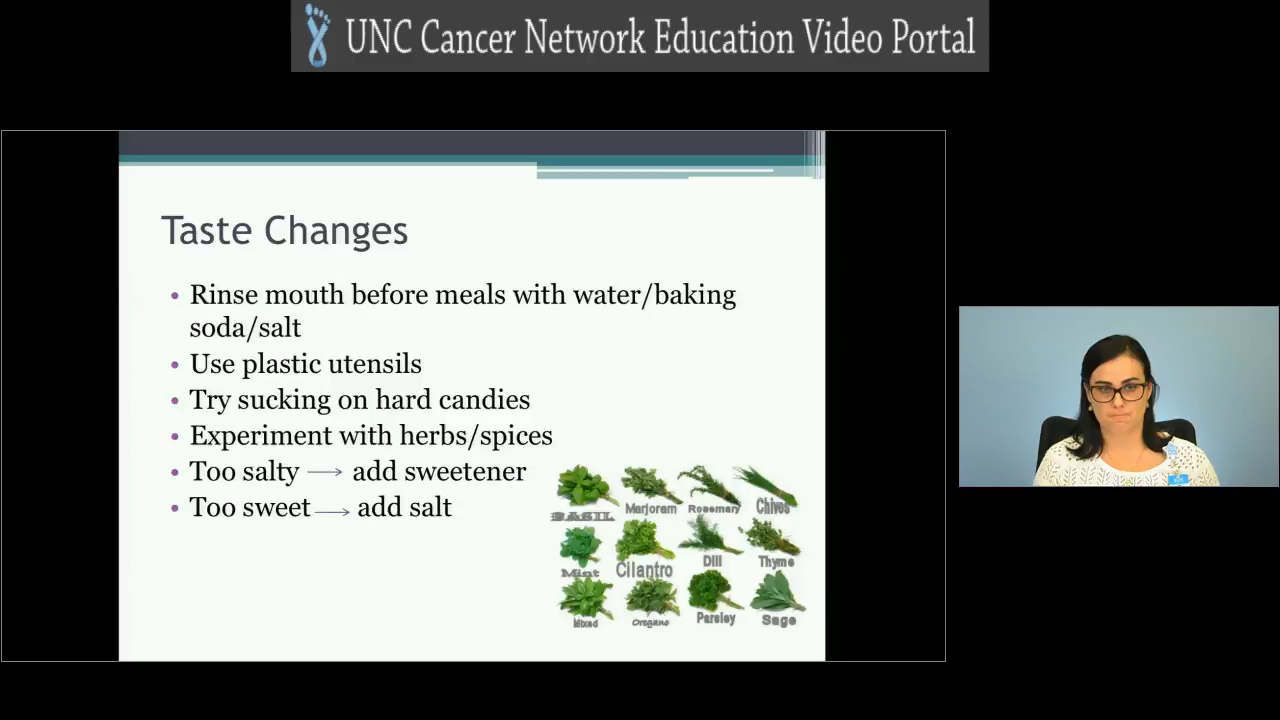 UNC Cancer Network Education Video Portal
Taste Changes
• Rinse mouth before meals with water/baking
soda/salt
• Use plastic utensils
• Try sucking on hard candies
• Experiment with herbs/spices
• Too salty → add sweetener
• Too sweet → add salt
BASIL Marjoram Rosemary Chives
Mint Cilantro Dill Thyme
Mixed Oregano Parsley Sage